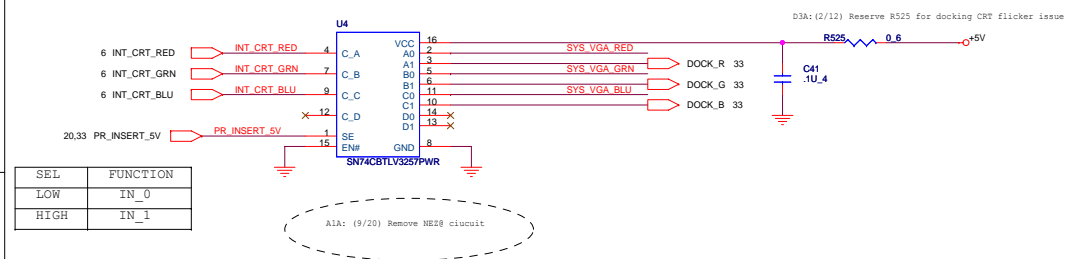 D3A:(2/12) Reserve R525 for docking CRT flicker issue
U4
R525 0_6 +5V
VCC 16
6 INT_CRT_RED INT_CRT_RED 4 C_A A0 2 SYS_VGA_RED
A1 3 DOCK_R 33
6 INT_CRT_GRN INT_CRT_GRN 7 C_B B0 5 SYS_VGA_GRN
B1 6 DOCK_G 33
6 INT_CRT_BLU INT_CRT_BLU 9 C_C C0 11 SYS_VGA_BLU
C1 10 DOCK_B 33
C41
.1U_4
12 C_D D0 14
D1 13
20,33 PR_INSERT_5V PR_INSERT_5V 1 SE
15 EN# GND 8
SN74CBTLV3257PWR
SEL FUNCTION
LOW IN_0
HIGH IN_1
A1A: (9/20) Remove NEZ@ ciucuit